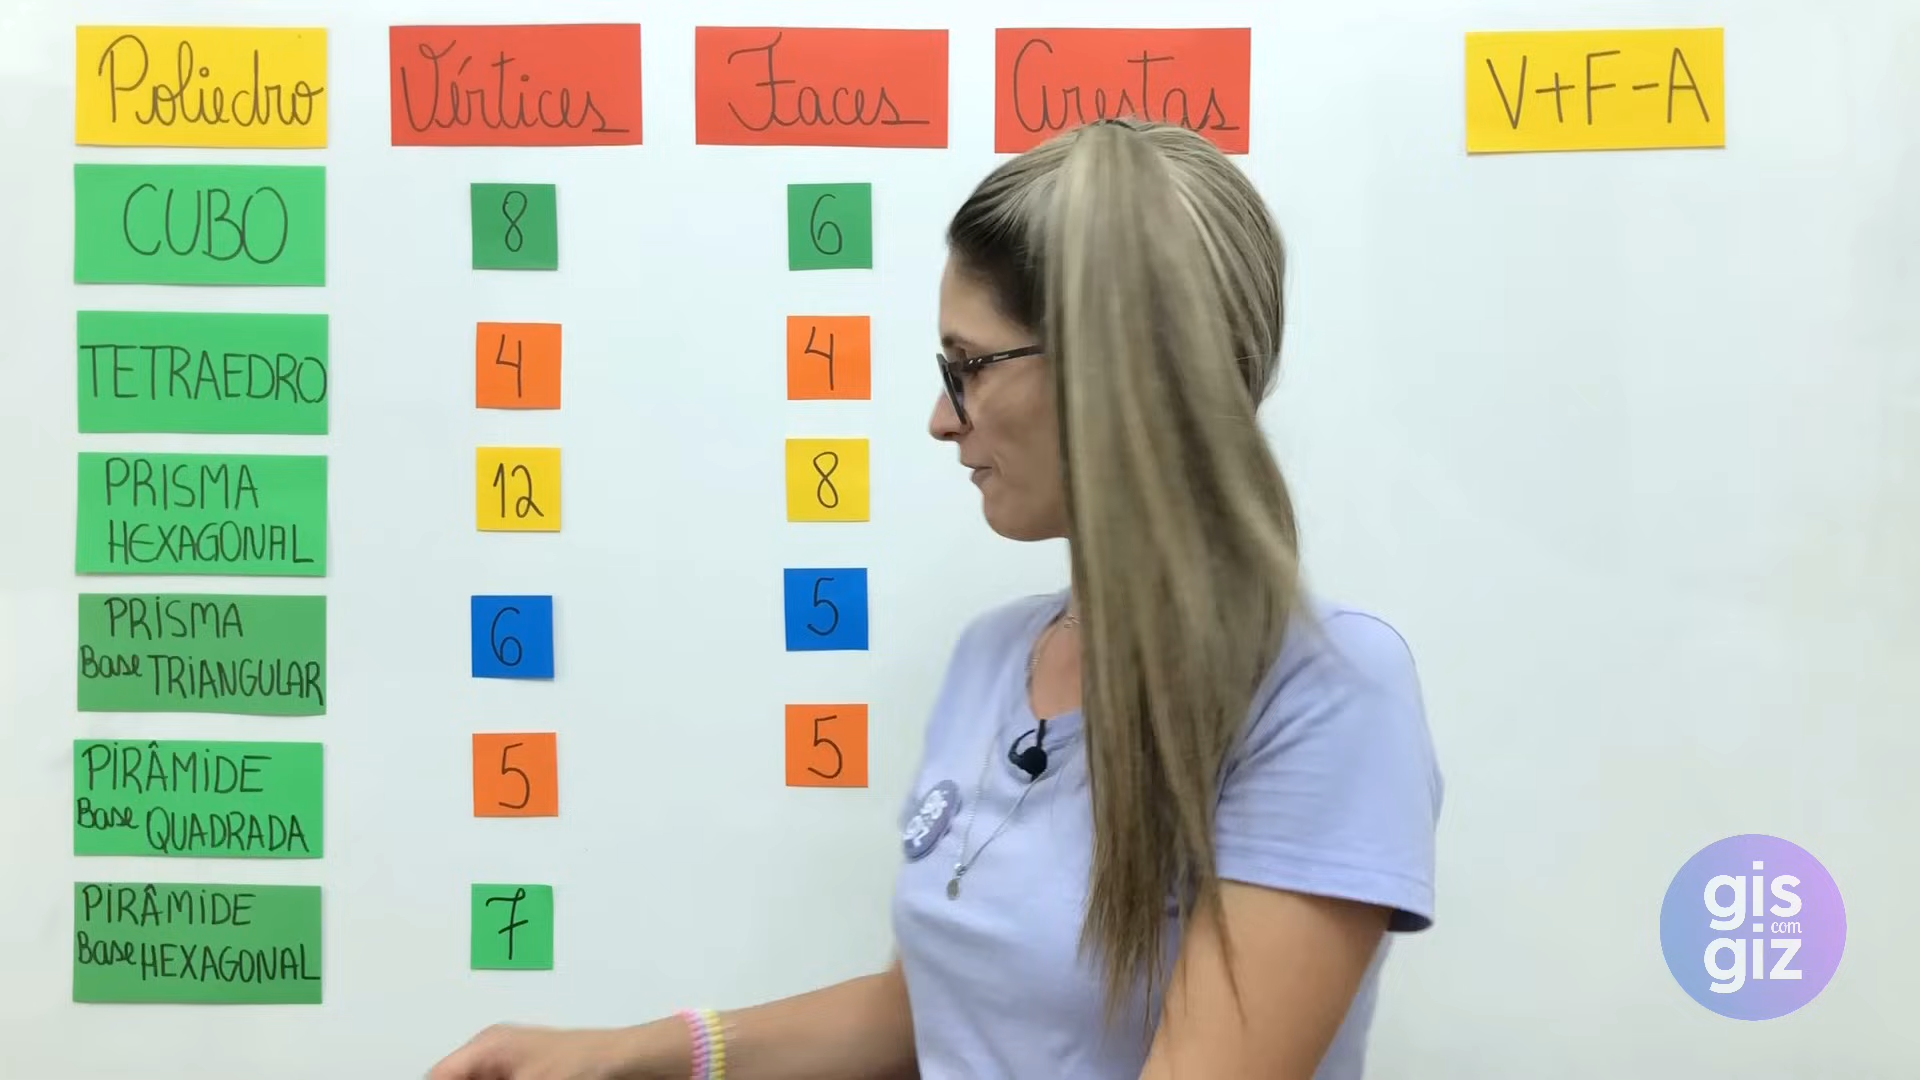 Poliedro Vértices Faces Arestas V+F-A
CUBO 8 6
TETRAEDRO 4 4
PRISMA
HEXAGONAL 12 8
PRISMA
Base TRIANGULAR 6 5
PIRÂMIDE
Base QUADRADA 5 5
PIRÂMIDE
Base HEXAGONAL 7
gis
com
giz